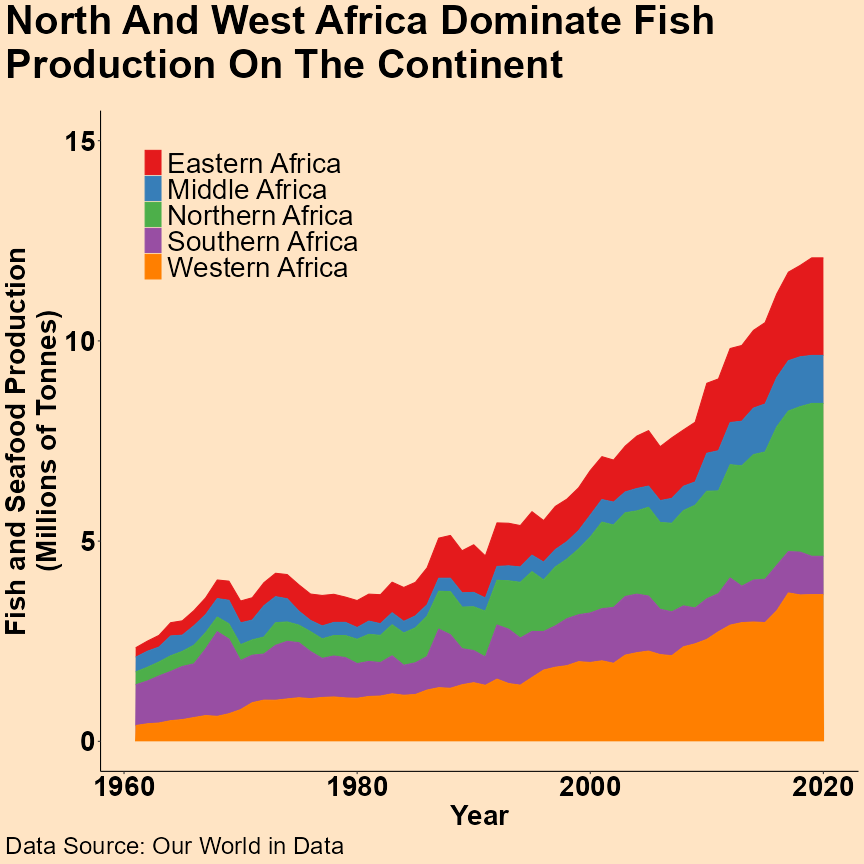 North And West Africa Dominate Fish
Production On The Continent
15
10
5
0
Fish and Seafood Production
(Millions of Tonnes)
Eastern Africa
Middle Africa
Northern Africa
Southern Africa
Western Africa
1960
1980
2000
2020
Year
Data Source: Our World in Data